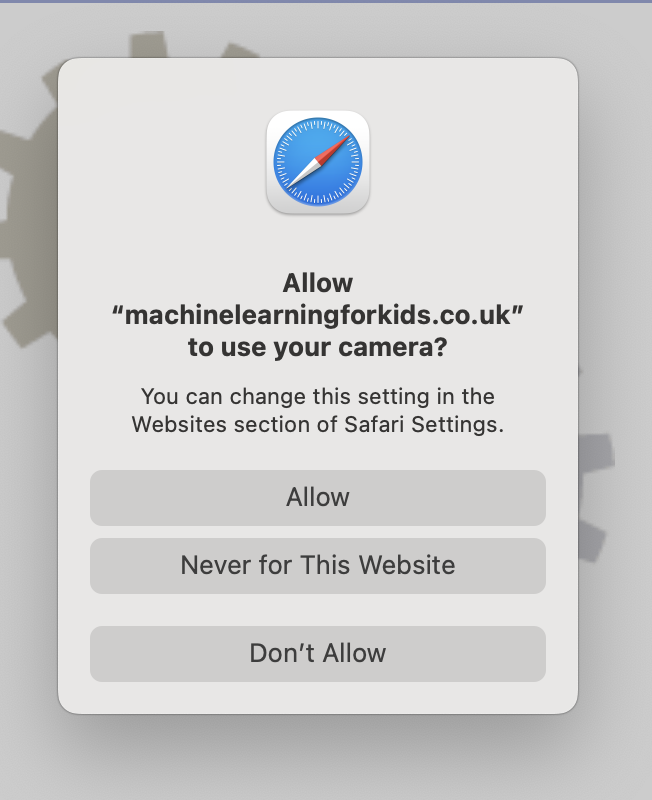 Allow
“machinelearningforkids.co.uk”
to use your camera?
You can change this setting in the
Websites section of Safari Settings.
Allow
Never for This Website
Don’t Allow